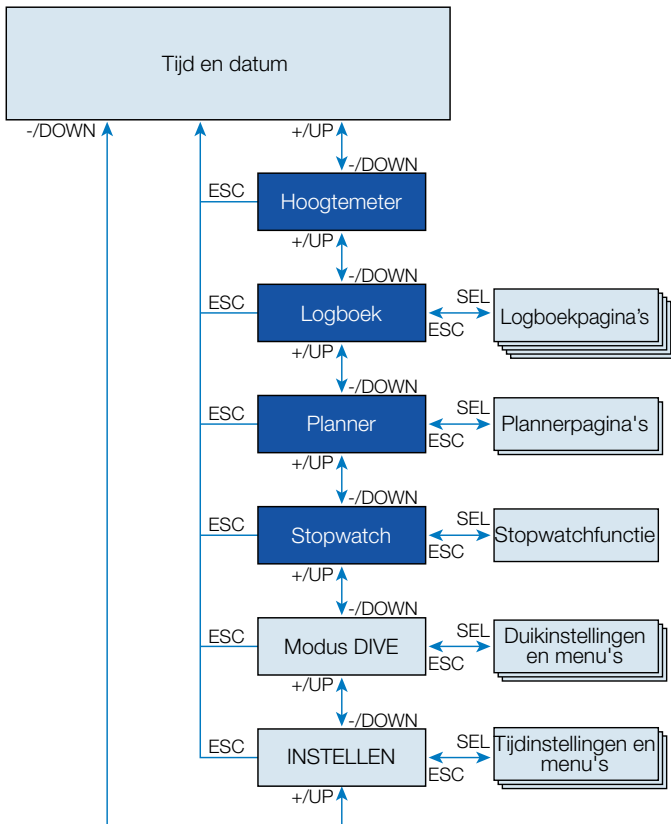 Tijd en datum
-/DOWN
+/UP
-/DOWN
ESC
Hoogtemeter
+/UP
-/DOWN
ESC
Logboek
SEL
ESC
Logboekpagina’s
+/UP
-/DOWN
ESC
Planner
SEL
ESC
Plannerpagina's
+/UP
-/DOWN
ESC
Stopwatch
SEL
ESC
Stopwatchfunctie
+/UP
-/DOWN
ESC
Modus DIVE
SEL
ESC
Duikinstellingen
en menu's
+/UP
-/DOWN
ESC
INSTELLEN
SEL
ESC
Tijdinstellingen en
menu's
+/UP